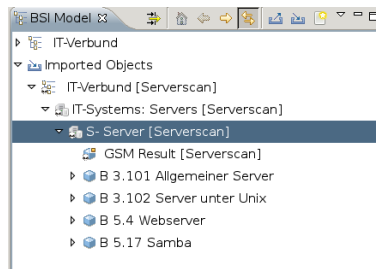 BSI Model
IT-Verbund
Imported Objects
IT-Verbund [Serverscan]
IT-Systems: Servers [Serverscan]
S- Server [Serverscan]
GSM Result [Serverscan]
B 3.101 Allgemeiner Server
B 3.102 Server unter Unix
B 5.4 Webserver
B 5.17 Samba